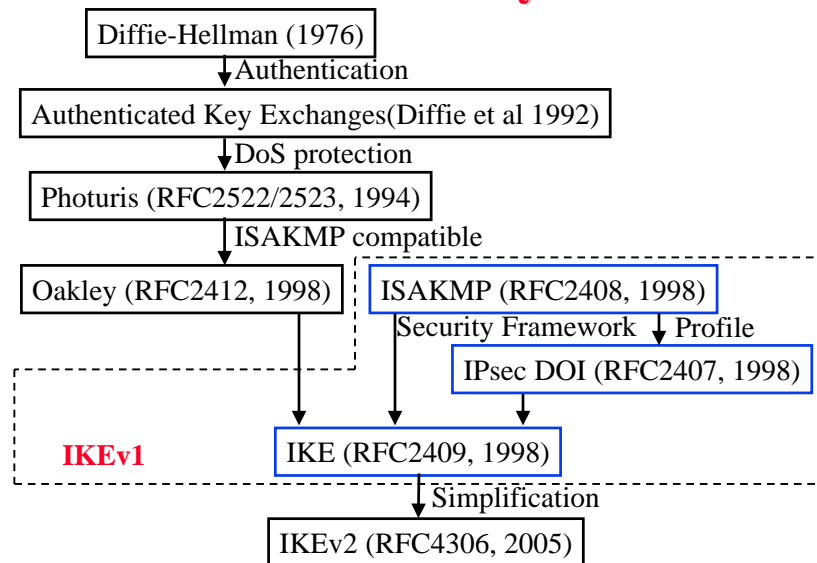 Diffie-Hellman (1976)
Authentication
Authenticated Key Exchanges(Diffie et al 1992)
DoS protection
Photuris (RFC2522/2523, 1994)
ISAKMP compatible
Oakley (RFC2412, 1998)
ISAKMP (RFC2408, 1998)
Security Framework
Profile
IPsec DOI (RFC2407, 1998)
IKEv1
IKE (RFC2409, 1998)
Simplification
IKEv2 (RFC4306, 2005)